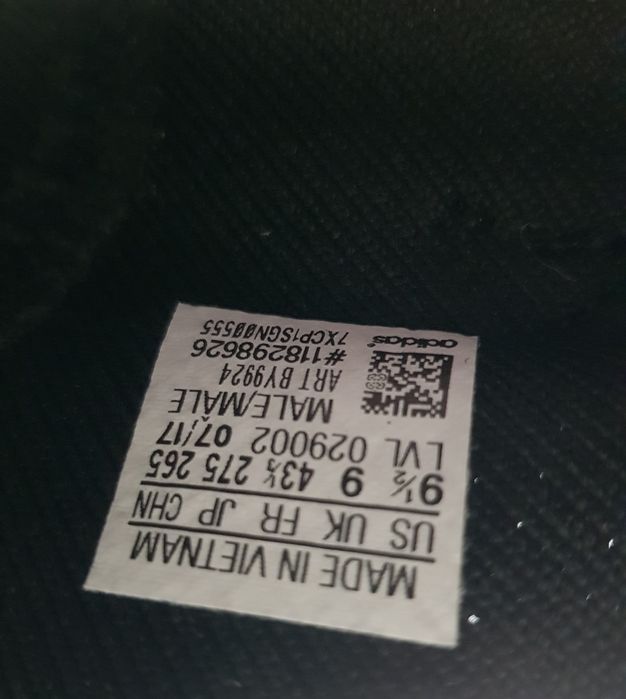 MADE IN VIETNAM
US UK FR JP CHN
9½ 9 43⅓ 275 265
LVL 029002 07/17
MALE/MALE
ART BY9924
#118298626
adidas® 7XCP1SGN00555